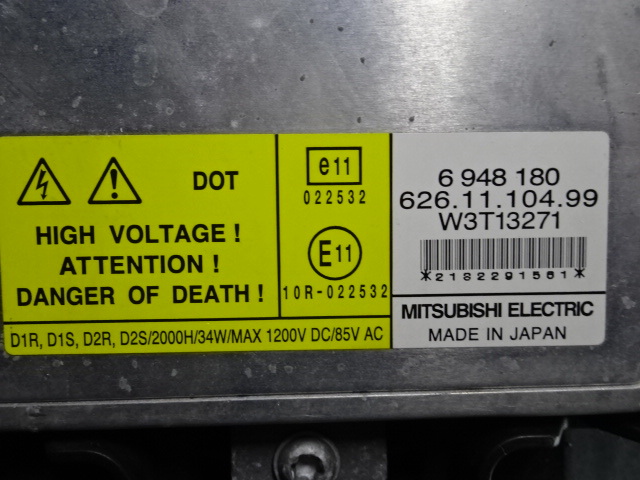 DOT
HIGH VOLTAGE !
ATTENTION !
DANGER OF DEATH !
e11
022532
E11
10R-022532
D1R, D1S, D2R, D2S/2000H/34W/MAX 1200V DC/85V AC
6 948 180
626.11.104.99
W3T13271
*2182291561*
MITSUBISHI ELECTRIC
MADE IN JAPAN